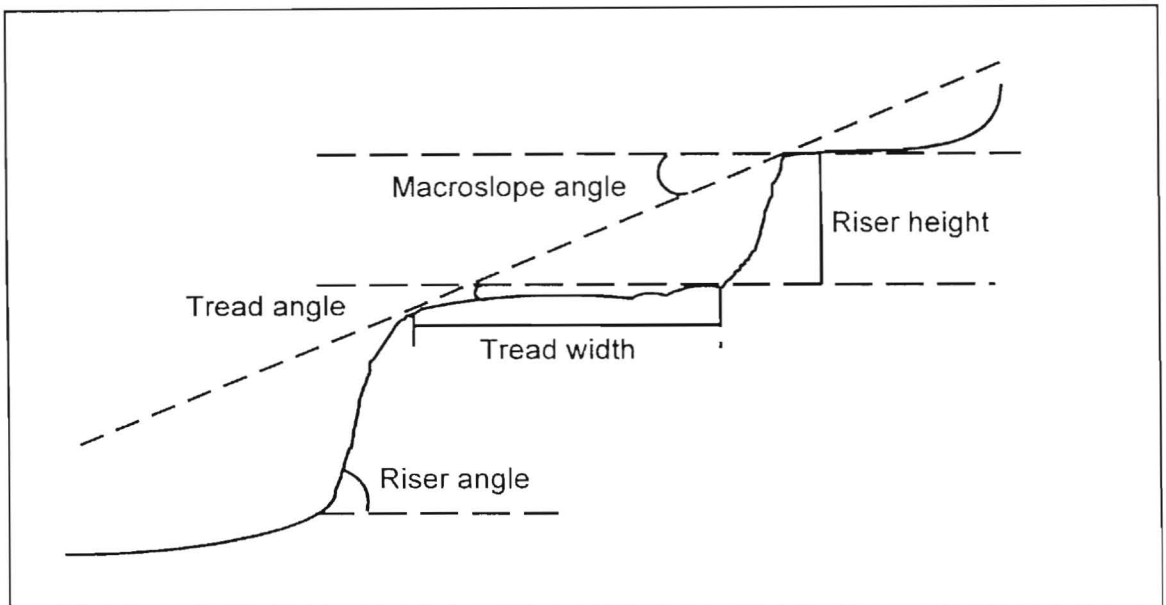 Macroslope angle
Riser height
Tread angle
Tread width
Riser angle